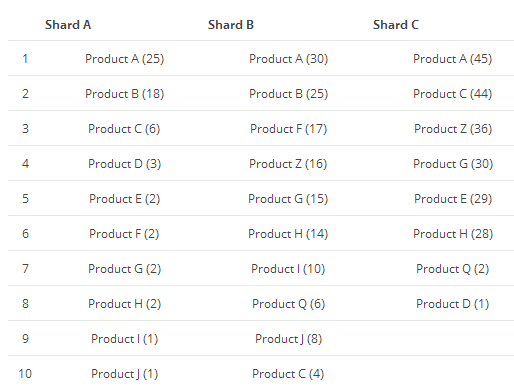 Shard A Shard B Shard C
1 Product A (25) Product A (30) Product A (45)
2 Product B (18) Product B (25) Product C (44)
3 Product C (6) Product F (17) Product Z (36)
4 Product D (3) Product Z (16) Product G (30)
5 Product E (2) Product G (15) Product E (29)
6 Product F (2) Product H (14) Product H (28)
7 Product G (2) Product I (10) Product Q (2)
8 Product H (2) Product Q (6) Product D (1)
9 Product I (1) Product J (8)
10 Product J (1) Product C (4)